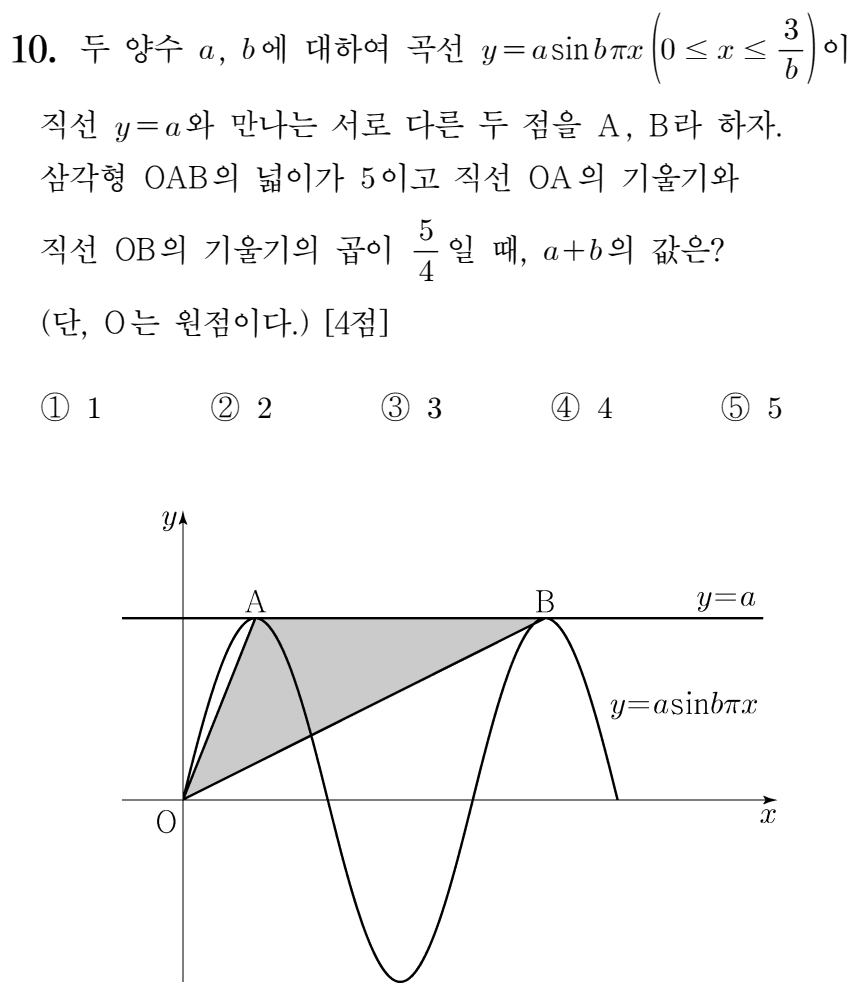 10. 두 양수 a, b에 대하여 곡선 y=a sin bπx (0 ≤ x ≤ 3/b)이
직선 y=a와 만나는 서로 다른 두 점을 A, B라 하자.
삼각형 OAB의 넓이가 5이고 직선 OA의 기울기와
직선 OB의 기울기의 곱이 5/4일 때, a+b의 값은?
(단, O는 원점이다.) [4점]
① 1 ② 2 ③ 3 ④ 4 ⑤ 5
y
A B y=a
y=asinbπx
O x